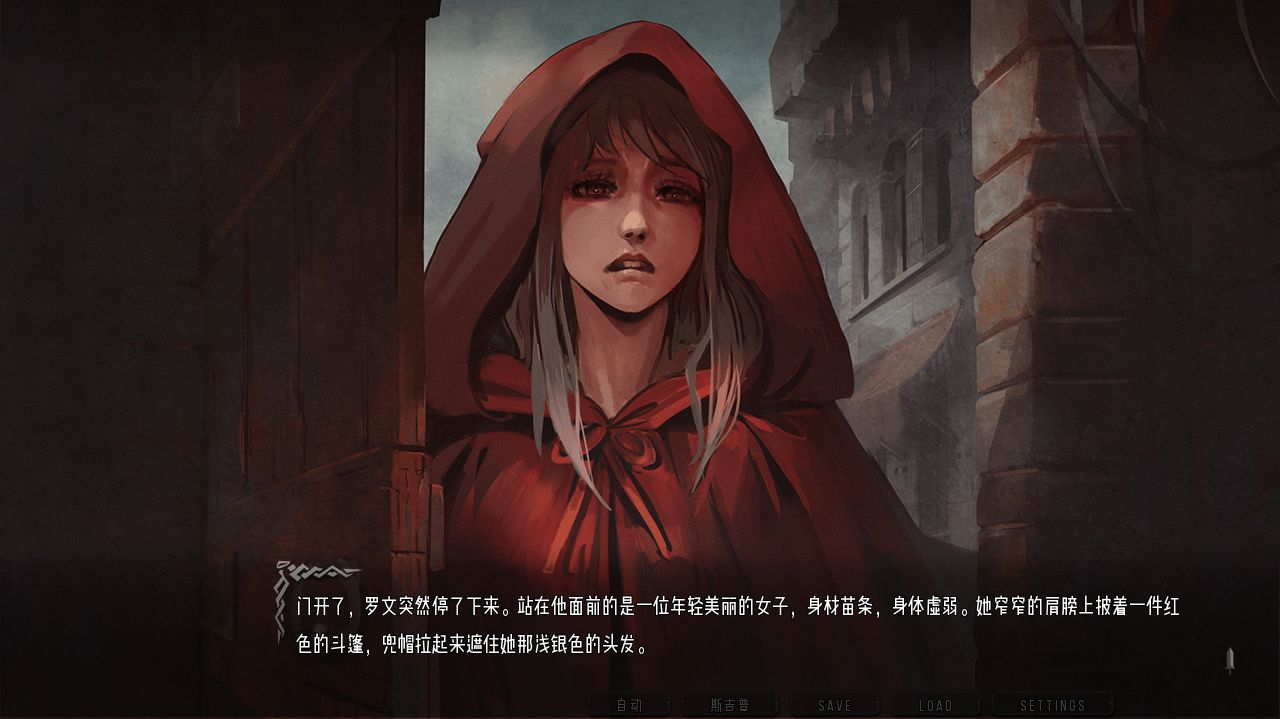 门开了，罗文突然停了下来。站在他面前的是一位年轻美丽的女子，身材苗条，身体虚弱。她窄窄的肩膀上披着一件红
色的斗篷，兜帽拉起来遮住她那浅银色的头发。
自动 斯吉普 SAVE LOAD SETTINGS